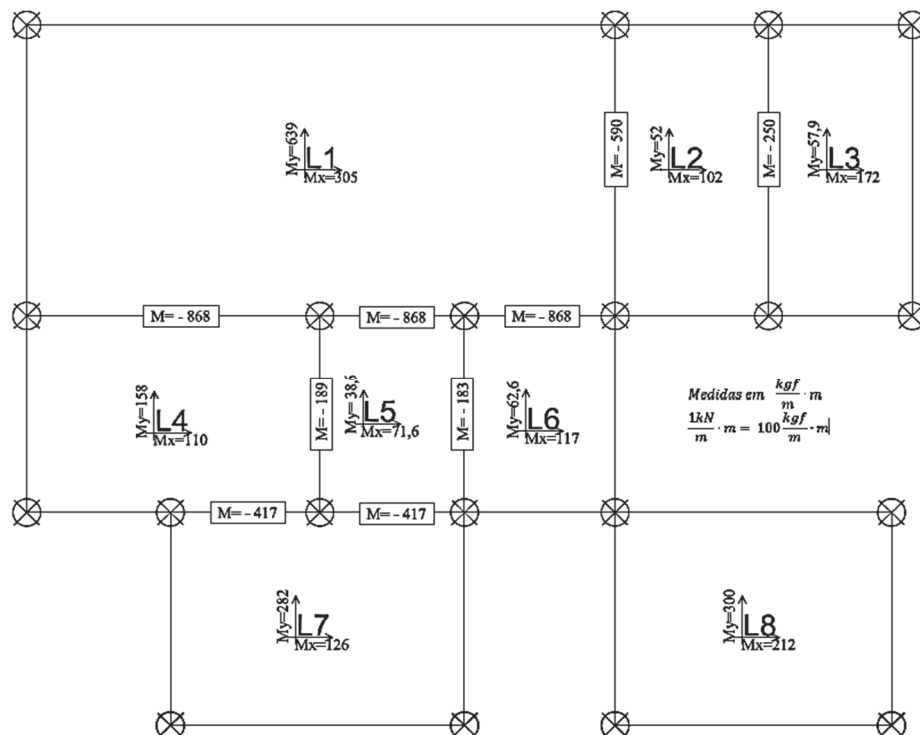 My=639
L1
Mx=305
M= - 590
My=52
L2
Mx=102
M= - 250
My=57,9
L3
Mx=172
M= - 868
M= - 868
M= - 868
My=158
L4
Mx=110
M= - 189
My= 38,6
L5
Mx=71,6
M= - 183
My=62,6
L6
Mx=117
Medidas em kgf/m · m
1kN/m · m = 100 kgf/m · m
M= - 417
M= - 417
My=282
L7
Mx=126
My=300
L8
Mx=212